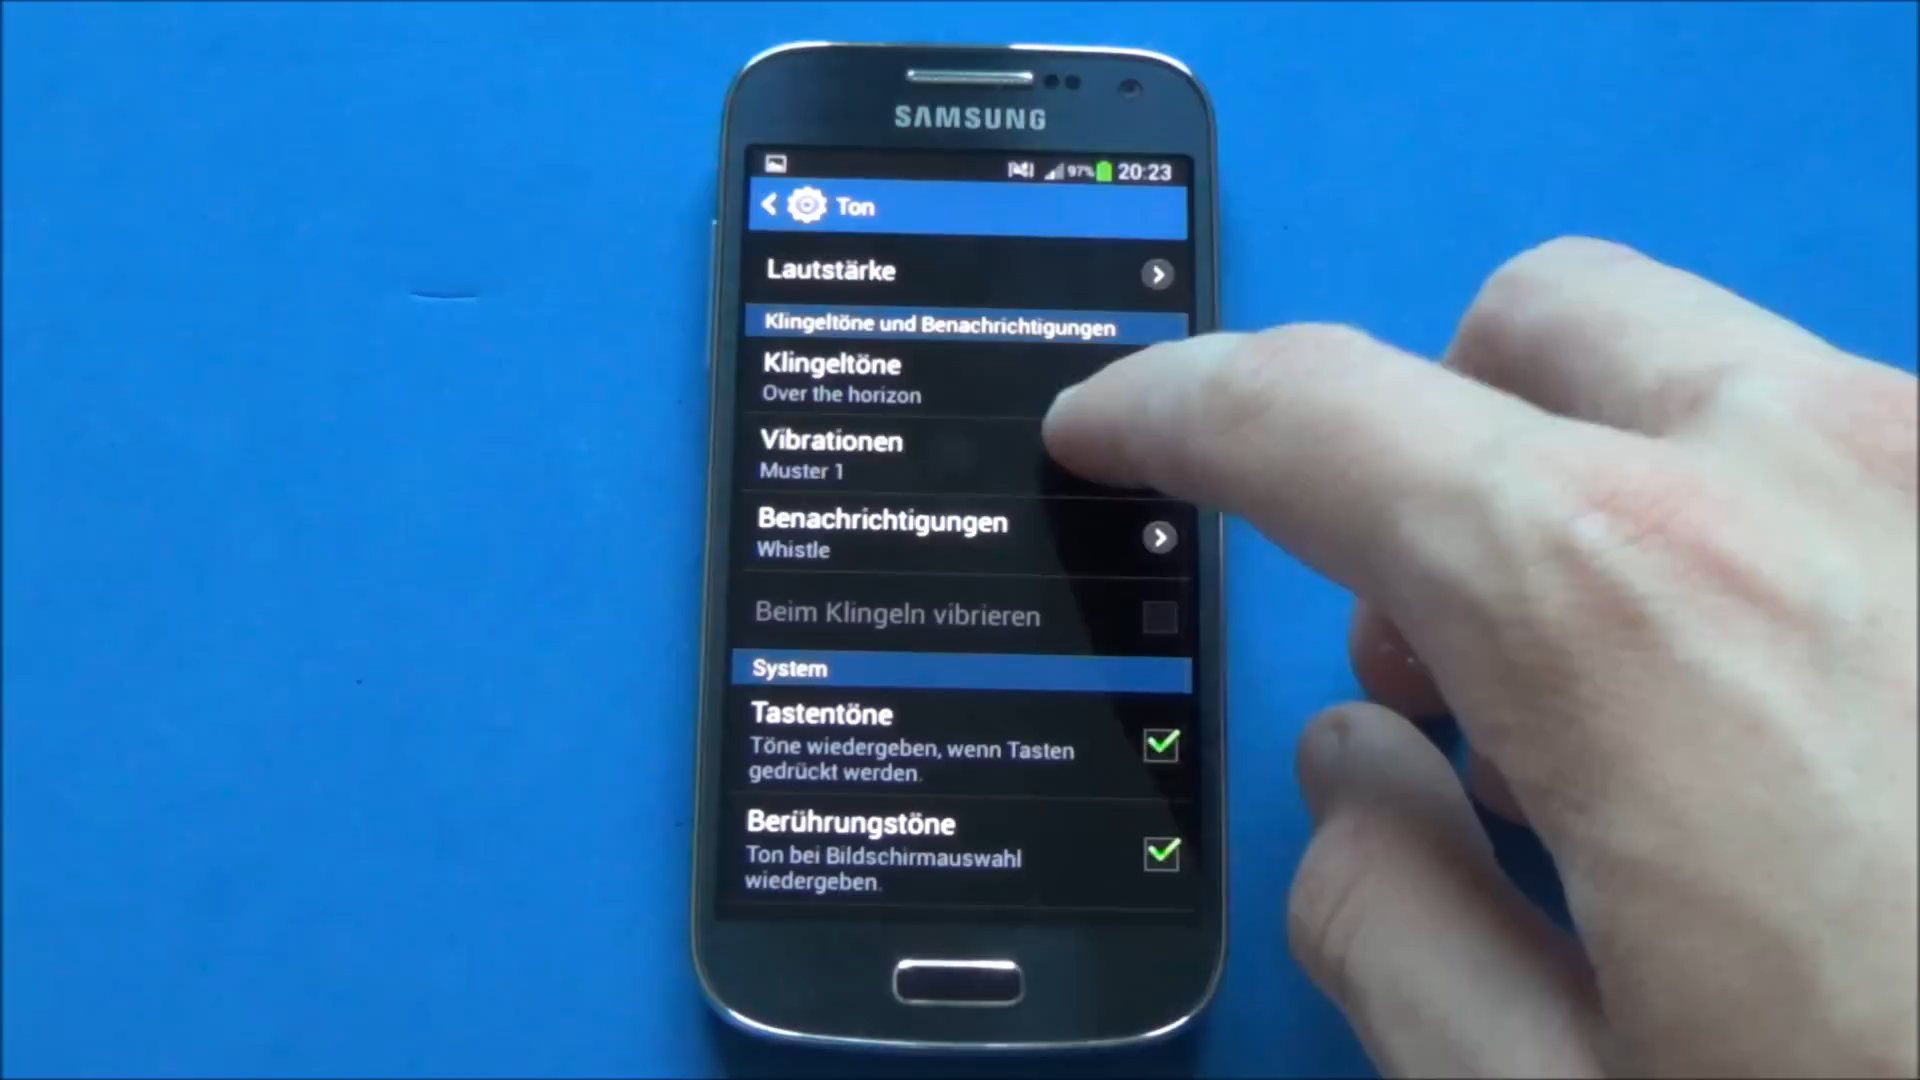 SAMSUNG
97% 20:23
Ton
Lautstärke
Klingeltöne und Benachrichtigungen
Klingeltöne
Over the horizon
Vibrationen
Muster 1
Benachrichtigungen
Whistle
Beim Klingeln vibrieren
System
Tastentöne
Töne wiedergeben, wenn Tasten
gedrückt werden.
Berührungstöne
Ton bei Bildschirmauswahl
wiedergeben.